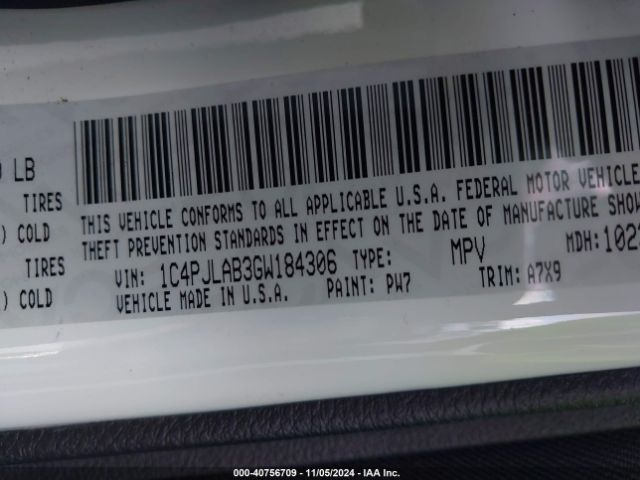 LB
TIRES
) COLD
TIRES
) COLD
THIS VEHICLE CONFORMS TO ALL APPLICABLE U.S.A. FEDERAL MOTOR VEHICLE
THEFT PREVENTION STANDARDS IN EFFECT ON THE DATE OF MANUFACTURE SHOW
VIN: 1C4PJLAB3GW184306 TYPE: MPV MDH: 102
VEHICLE MADE IN U.S.A. PAINT: PW7 TRIM: A7X9
000-40756709 - 11/05/2024 - IAA Inc.